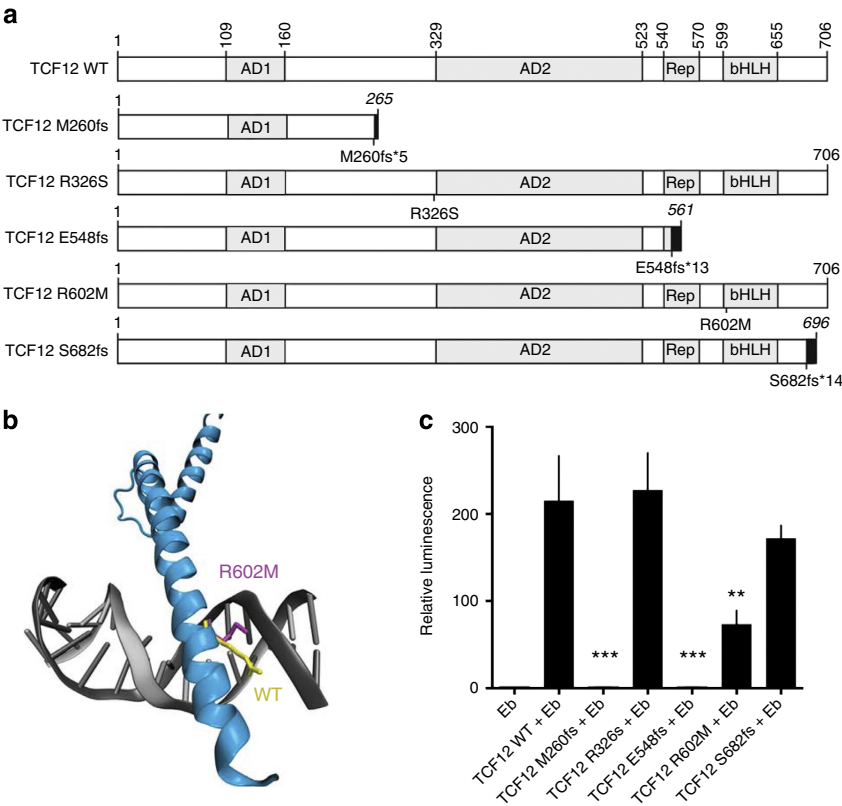 a
1 109 160 329 523 540 570 599 655 706
TCF12 WT AD1 AD2 Rep bHLH
1 265
TCF12 M260fs AD1
M260fs*5
1 706
TCF12 R326S AD1 AD2 Rep bHLH
R326S
1 561
TCF12 E548fs AD1 AD2
E548fs*13
1 706
TCF12 R602M AD1 AD2 Rep bHLH
R602M
1 696
TCF12 S682fs AD1 AD2 Rep bHLH
S682fs*14
b
R602M
WT
c
Relative luminescence
300
200
100
0
***
***
**
Eb
TCF12 WT + Eb
TCF12 M260fs + Eb
TCF12 R326s + Eb
TCF12 E548fs + Eb
TCF12 R602M + Eb
TCF12 S682fs + Eb